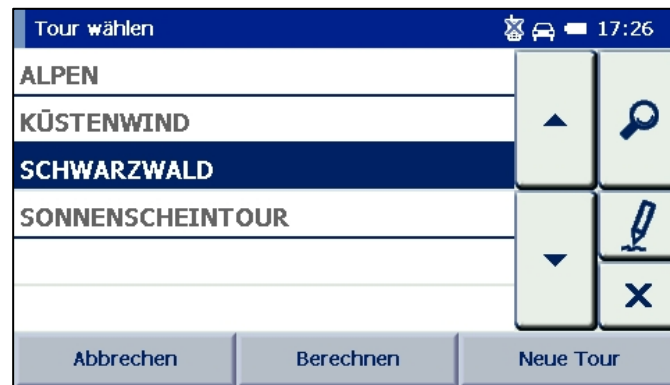 Tour wählen 17:26
ALPEN
KÜSTENWIND
SCHWARZWALD
SONNENSCHEINTOUR
Abbrechen Berechnen Neue Tour